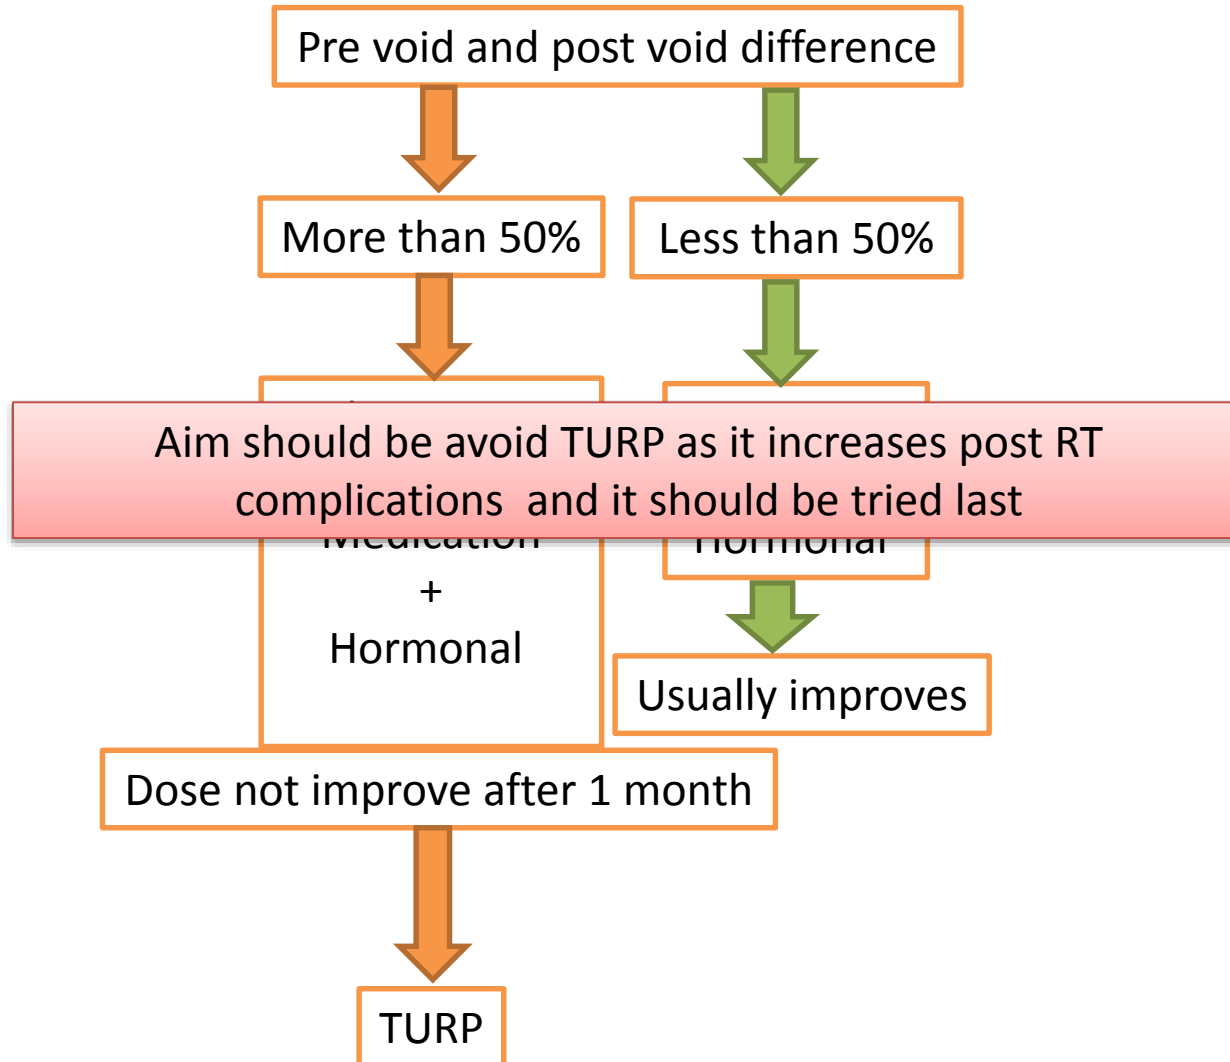 Pre void and post void difference
More than 50%
Less than 50%
Aim should be avoid TURP as it increases post RT
complications and it should be tried last
Medication
+
Hormonal
Hormonal
Usually improves
Dose not improve after 1 month
TURP